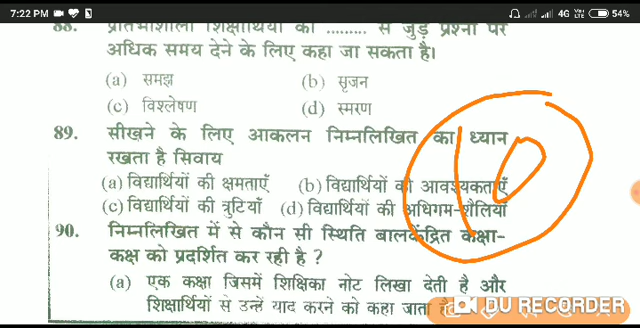 7:22 PM 4G VoLTE 54%
88. प्रतिभाशाली शिक्षार्थियों को ......... से जुड़े प्रश्नों पर
अधिक समय देने के लिए कहा जा सकता है।
(a) समझ (b) सृजन
(c) विश्लेषण (d) स्मरण
89. सीखने के लिए आकलन निम्नलिखित का ध्यान
रखता है सिवाय
(a) विद्यार्थियों की क्षमताएँ (b) विद्यार्थियों की आवश्यकताएँ
(c) विद्यार्थियों की त्रुटियाँ (d) विद्यार्थियों की अधिगम-शैलियाँ
90. निम्नलिखित में से कौन सी स्थिति बालकेंद्रित कक्षा-
कक्ष को प्रदर्शित कर रही है ?
(a) एक कक्षा जिसमें शिक्षिका नोट लिखा देती है और
शिक्षार्थियों से उन्हें याद करने को कहा जाता है
DU RECORDER